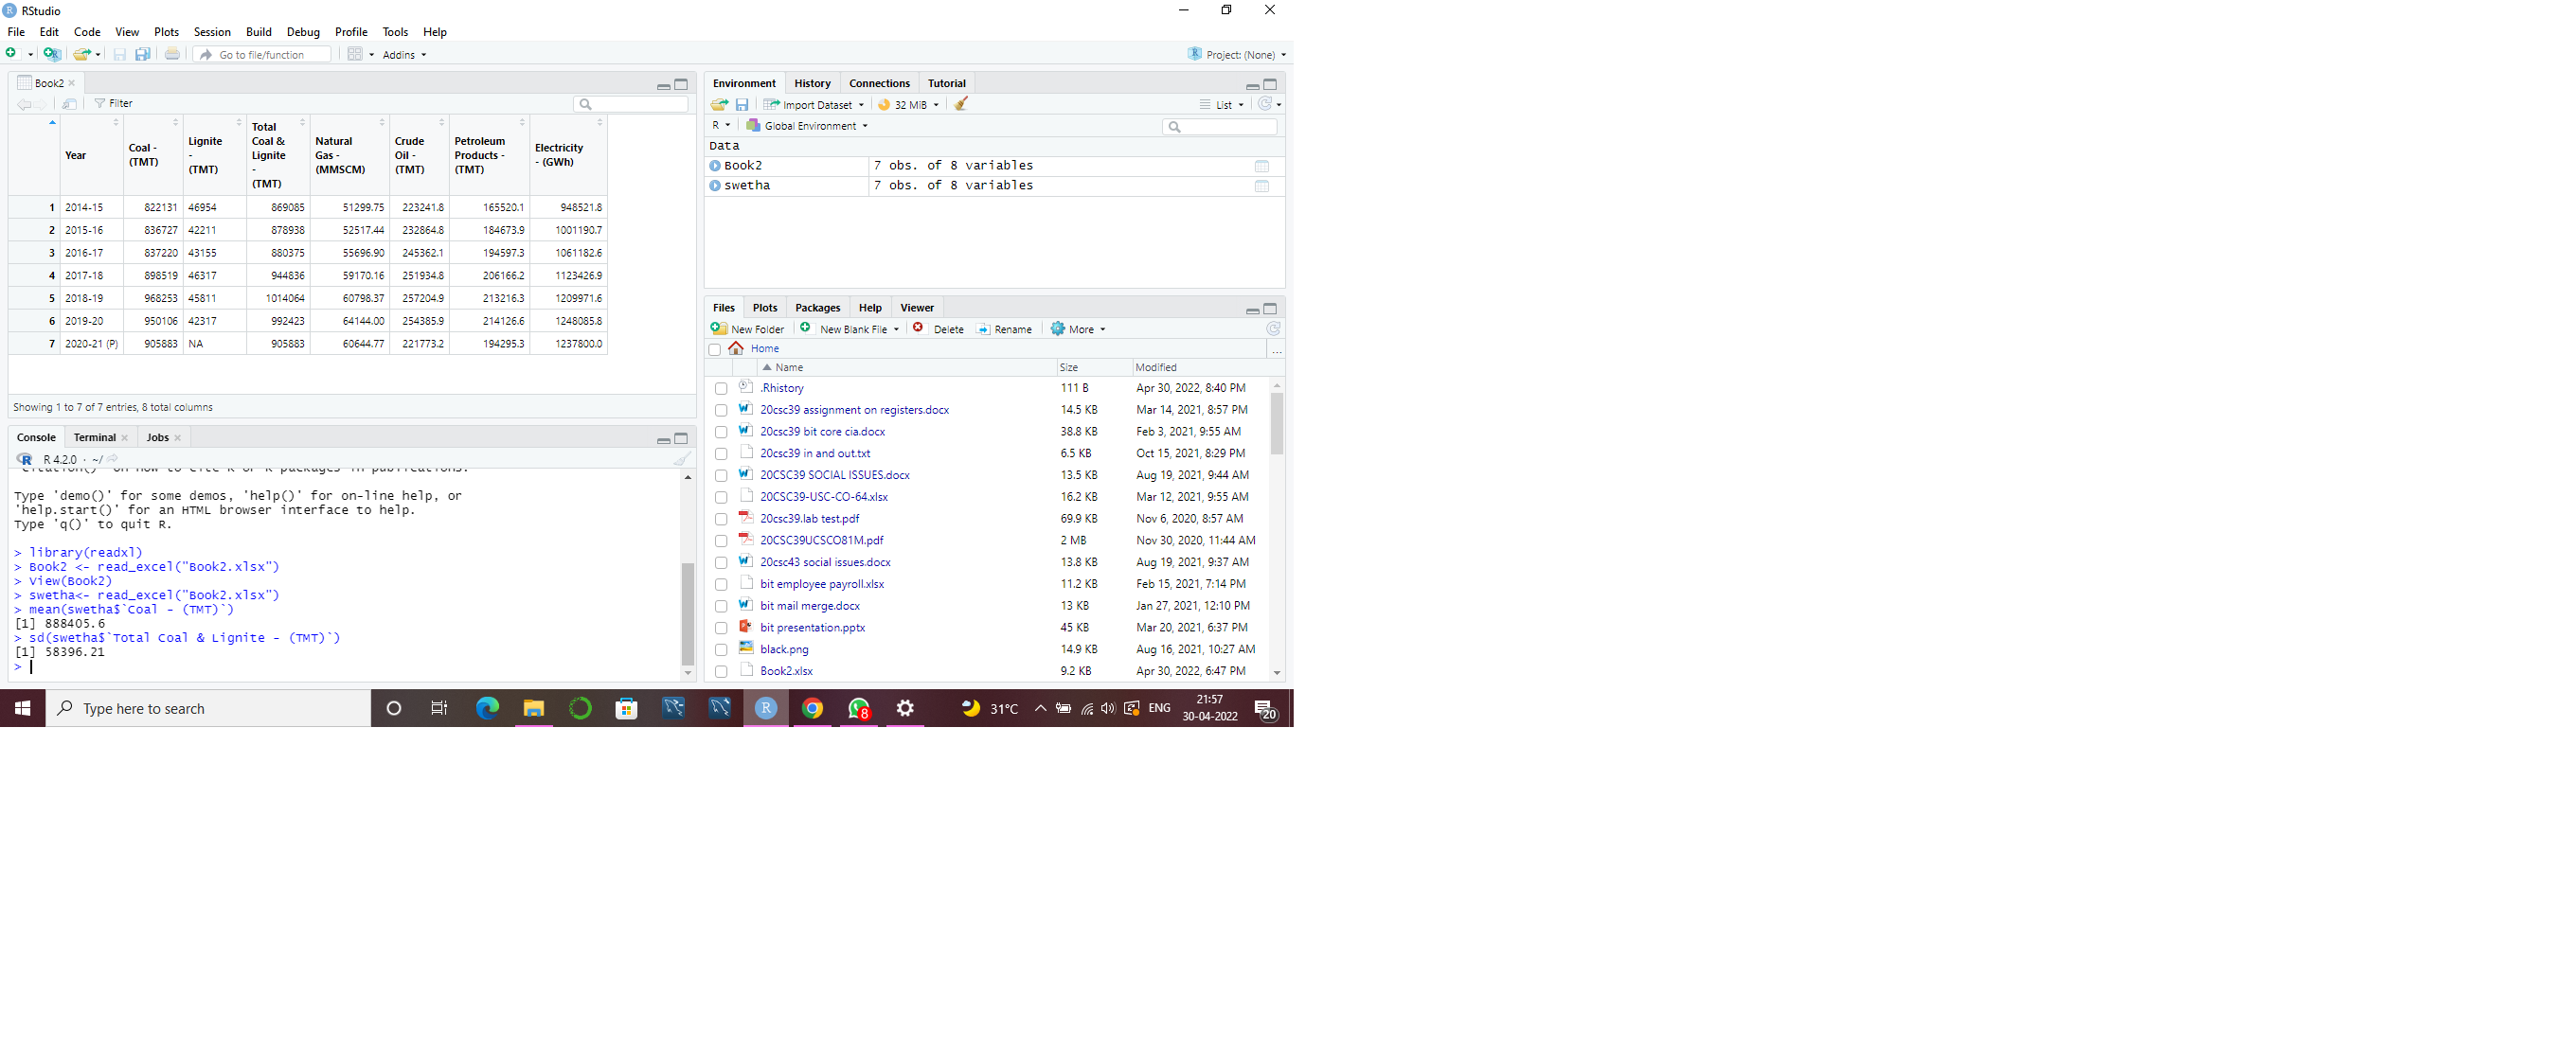 RStudio
File Edit Code View Plots Session Build Debug Profile Tools Help
Go to file/function Addins Project: (None)
Book2
Filter
Year Coal - (TMT) Lignite - (TMT) Total Coal & Lignite - (TMT) Natural Gas - (MMSCM) Crude Oil - (TMT) Petroleum Products - (TMT) Electricity - (GWh)
1 2014-15 822131 46954 869085 51299.75 223241.8 165520.1 948521.8
2 2015-16 836727 42211 878938 52517.44 232864.8 184673.9 1001190.7
3 2016-17 837220 43155 880375 55696.90 245362.1 194597.3 1061182.6
4 2017-18 898519 46317 944836 59170.16 251934.8 206166.2 1123426.9
5 2018-19 968253 45811 1014064 60798.37 257204.9 213216.3 1209971.6
6 2019-20 950106 42317 992423 64144.00 254385.9 214126.6 1248085.8
7 2020-21 (P) 905883 NA 905883 60644.77 221773.2 194295.3 1237800.0
Showing 1 to 7 of 7 entries, 8 total columns
Console Terminal Jobs
R 4.2.0 · ~/
'citation()' on how to cite R or R packages in publications.
Type 'demo()' for some demos, 'help()' for on-line help, or
'help.start()' for an HTML browser interface to help.
Type 'q()' to quit R.
> library(readxl)
> Book2 <- read_excel("Book2.xlsx")
> View(Book2)
> swetha<- read_excel("Book2.xlsx")
> mean(swetha$`Coal - (TMT)`)
[1] 888405.6
> sd(swetha$`Total Coal & Lignite - (TMT)`)
[1] 58396.21
>
Environment History Connections Tutorial
Import Dataset 32 MiB List
R Global Environment
Data
Book2 7 obs. of 8 variables
swetha 7 obs. of 8 variables
Files Plots Packages Help Viewer
New Folder New Blank File Delete Rename More
Home ...
Name Size Modified
.Rhistory 111 B Apr 30, 2022, 8:40 PM
20csc39 assignment on registers.docx 14.5 KB Mar 14, 2021, 8:57 PM
20csc39 bit core cia.docx 38.8 KB Feb 3, 2021, 9:55 AM
20csc39 in and out.txt 6.5 KB Oct 15, 2021, 8:29 PM
20CSC39 SOCIAL ISSUES.docx 13.5 KB Aug 19, 2021, 9:44 AM
20CSC39-USC-CO-64.xlsx 16.2 KB Mar 12, 2021, 9:55 AM
20csc39.lab test.pdf 69.9 KB Nov 6, 2020, 8:57 AM
20CSC39UCSCO81M.pdf 2 MB Nov 30, 2020, 11:44 AM
20csc43 social issues.docx 13.8 KB Aug 19, 2021, 9:37 AM
bit employee payroll.xlsx 11.2 KB Feb 15, 2021, 7:14 PM
bit mail merge.docx 13 KB Jan 27, 2021, 12:10 PM
bit presentation.pptx 45 KB Mar 20, 2021, 6:37 PM
black.png 14.9 KB Aug 16, 2021, 10:27 AM
Book2.xlsx 9.2 KB Apr 30, 2022, 6:47 PM
Type here to search R 8 31°C ENG 21:57
30-04-2022 20